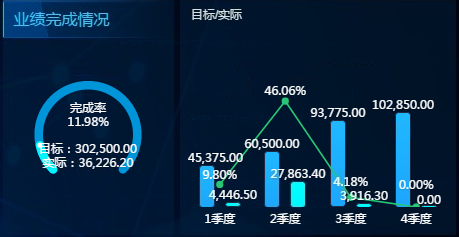 业绩完成情况
完成率
11.98%
目标：302,500.00
实际：36,226.20
目标/实际
46.06%
93,775.00
102,850.00
45,375.00
60,500.00
9.80%
27,863.40
4.18%
0.00%
4,446.50
3,916.30
0.00
1季度
2季度
3季度
4季度